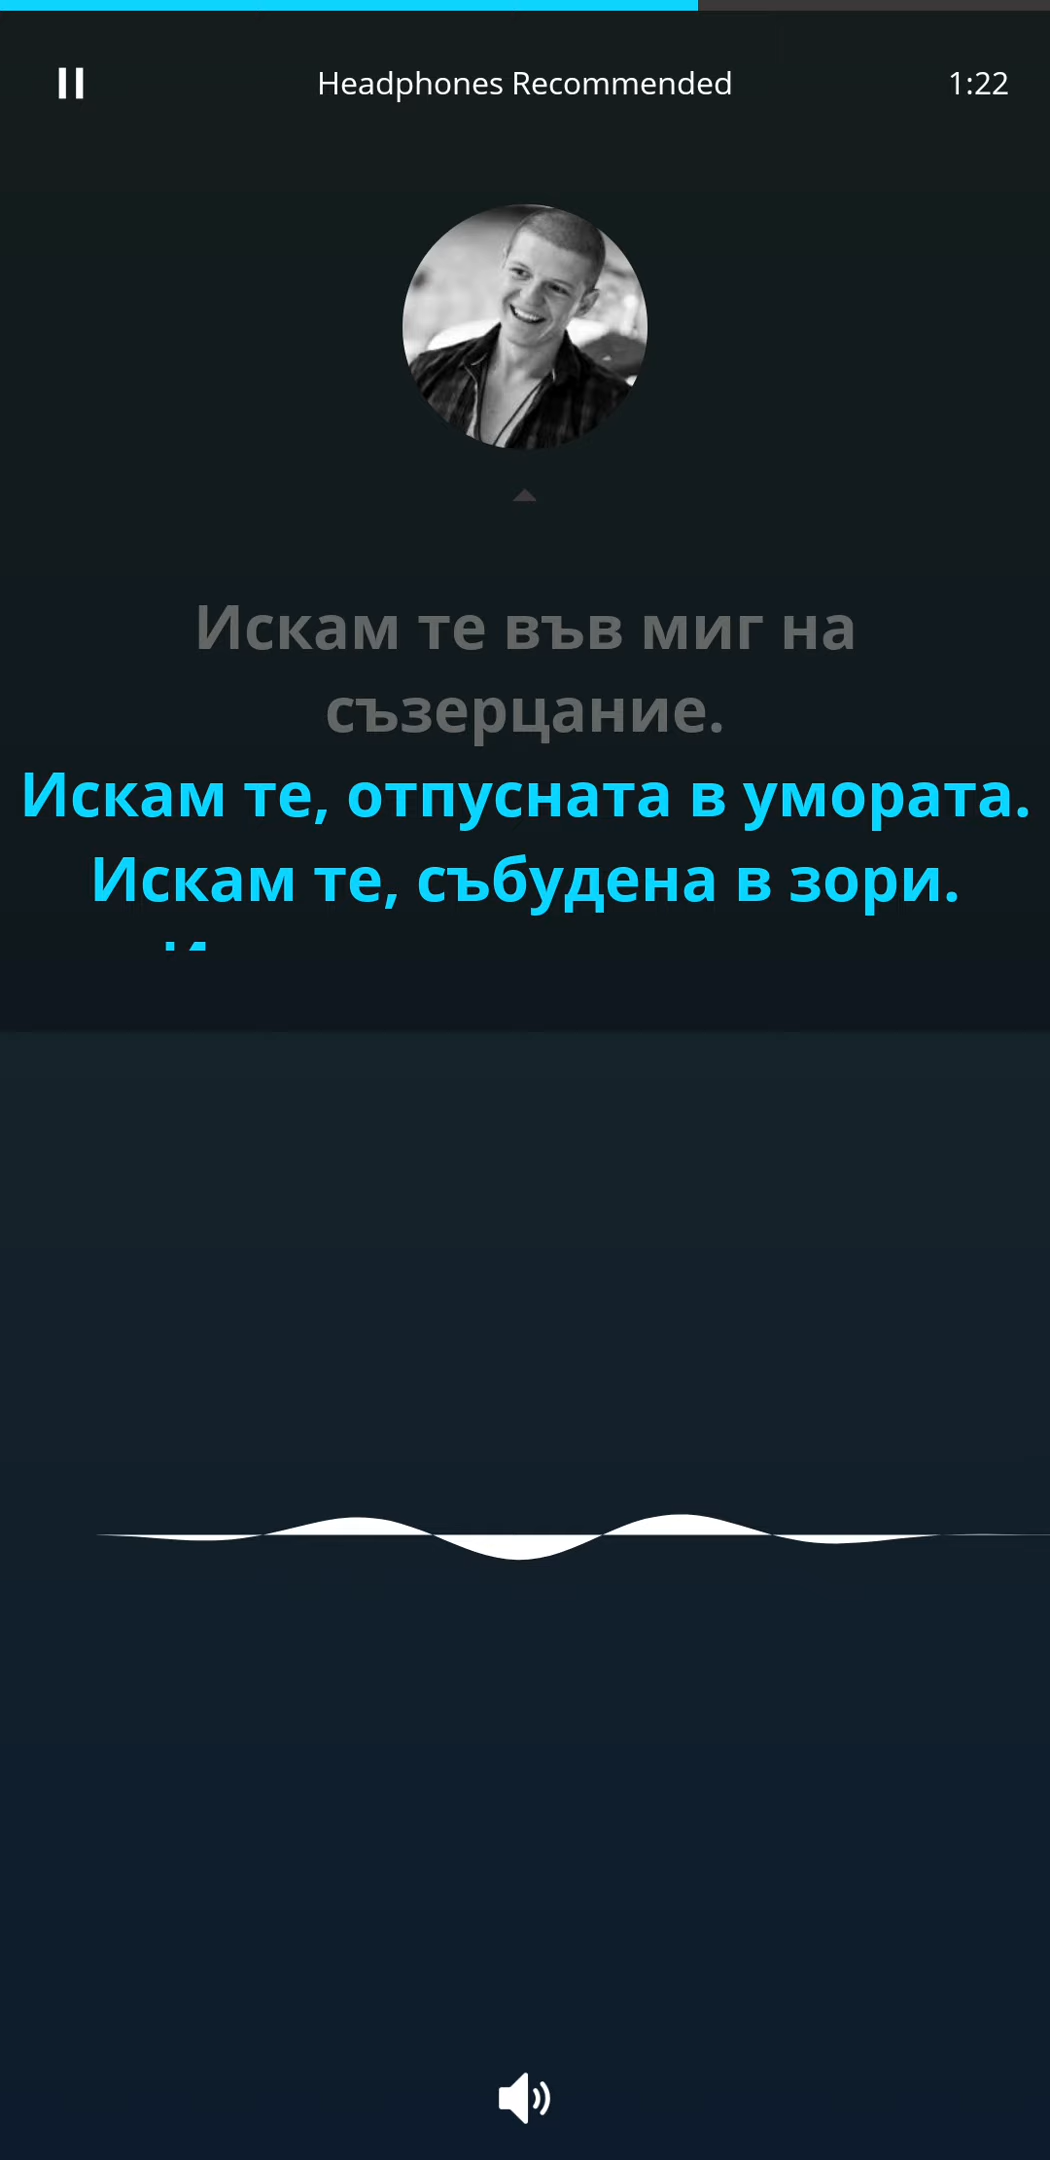 Headphones Recommended 1:22
Искам те във миг на
съзерцание.
Искам те, отпусната в умората.
Искам те, събудена в зори.